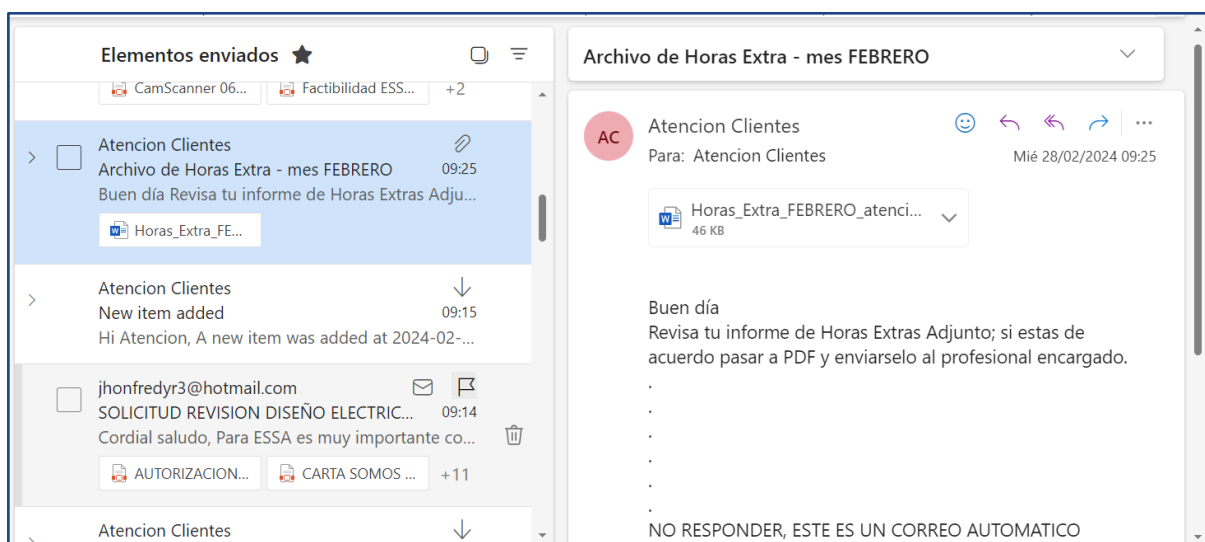 Elementos enviados
CamScanner 06... Factibilidad ESS... +2
Atencion Clientes
Archivo de Horas Extra - mes FEBRERO 09:25
Buen día Revisa tu informe de Horas Extras Adju...
Horas_Extra_FE...
Atencion Clientes
New item added 09:15
Hi Atencion, A new item was added at 2024-02-...
jhonfredyr3@hotmail.com
SOLICITUD REVISION DISEÑO ELECTRIC... 09:14
Cordial saludo, Para ESSA es muy importante co...
AUTORIZACION... CARTA SOMOS ... +11
Atencion Clientes
Archivo de Horas Extra - mes FEBRERO
AC
Atencion Clientes
Para: Atencion Clientes Mié 28/02/2024 09:25
Horas_Extra_FEBRERO_atenci...
46 KB
Buen día
Revisa tu informe de Horas Extras Adjunto; si estas de
acuerdo pasar a PDF y enviarselo al profesional encargado.
.
.
.
.
.
.
NO RESPONDER, ESTE ES UN CORREO AUTOMATICO